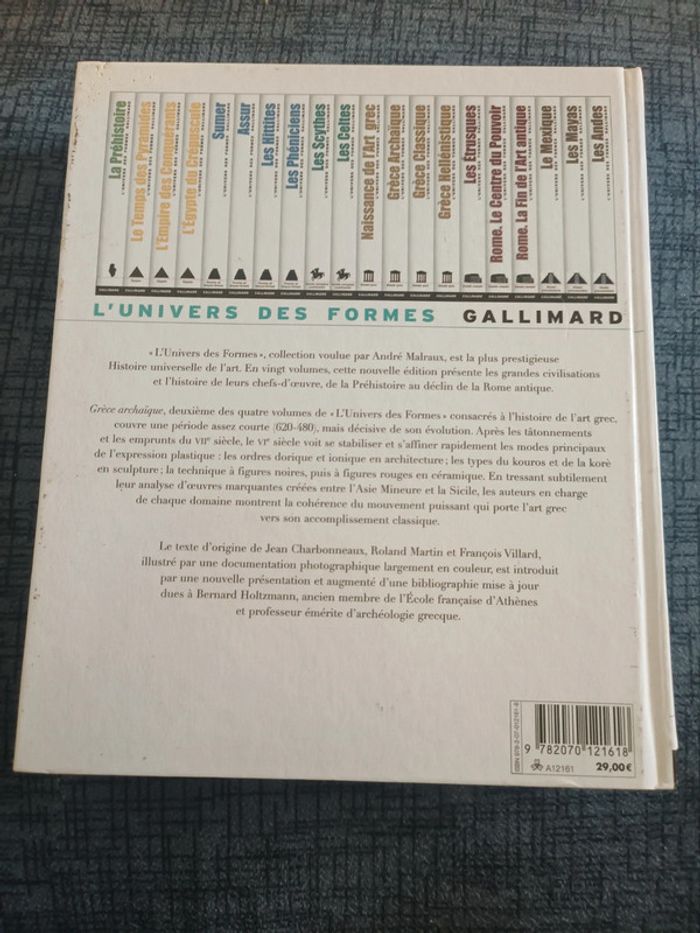 La Préhistoire
Le Temps des Pyramides
L'Empire des Conquérants
L'Égypte du Crépuscule
Sumer
Assur
Les Hittites
Les Phéniciens
Les Scythes
Les Celtes
Naissance de l'Art grec
Grèce Archaïque
Grèce Classique
Grèce Hellénistique
Les Étrusques
Rome. Le Centre du Pouvoir
Rome. La Fin de l'Art antique
Le Mexique
Les Mayas
Les Andes
L'UNIVERS DES FORMES GALLIMARD
« L'Univers des Formes », collection voulue par André Malraux, est la plus prestigieuse
Histoire universelle de l'art. En vingt volumes, cette nouvelle édition présente les grandes civilisations
et l'histoire de leurs chefs-d'œuvre, de la Préhistoire au déclin de la Rome antique.
Grèce archaïque, deuxième des quatre volumes de « L'Univers des Formes » consacrés à l'histoire de l'art grec,
couvre une période assez courte (620-480), mais décisive de son évolution. Après les tâtonnements
et les emprunts du VIIe siècle, le VIe siècle voit se stabiliser et s'affiner rapidement les modes principaux
de l'expression plastique : les ordres dorique et ionique en architecture ; les types du kouros et de la korè
en sculpture ; la technique à figures noires, puis à figures rouges en céramique. En tressant subtilement
leur analyse d'œuvres marquantes créées entre l'Asie Mineure et la Sicile, les auteurs en charge
de chaque domaine montrent la cohérence du mouvement puissant qui porte l'art grec
vers son accomplissement classique.
Le texte d'origine de Jean Charbonneaux, Roland Martin et François Villard,
illustré par une documentation photographique largement en couleur, est introduit
par une nouvelle présentation et augmenté d'une bibliographie mise à jour
dues à Bernard Holtzmann, ancien membre de l'École française d'Athènes
et professeur émérite d'archéologie grecque.
ISBN 978-2-07-012161-8
9 782070 121618
A12161 29,00 €